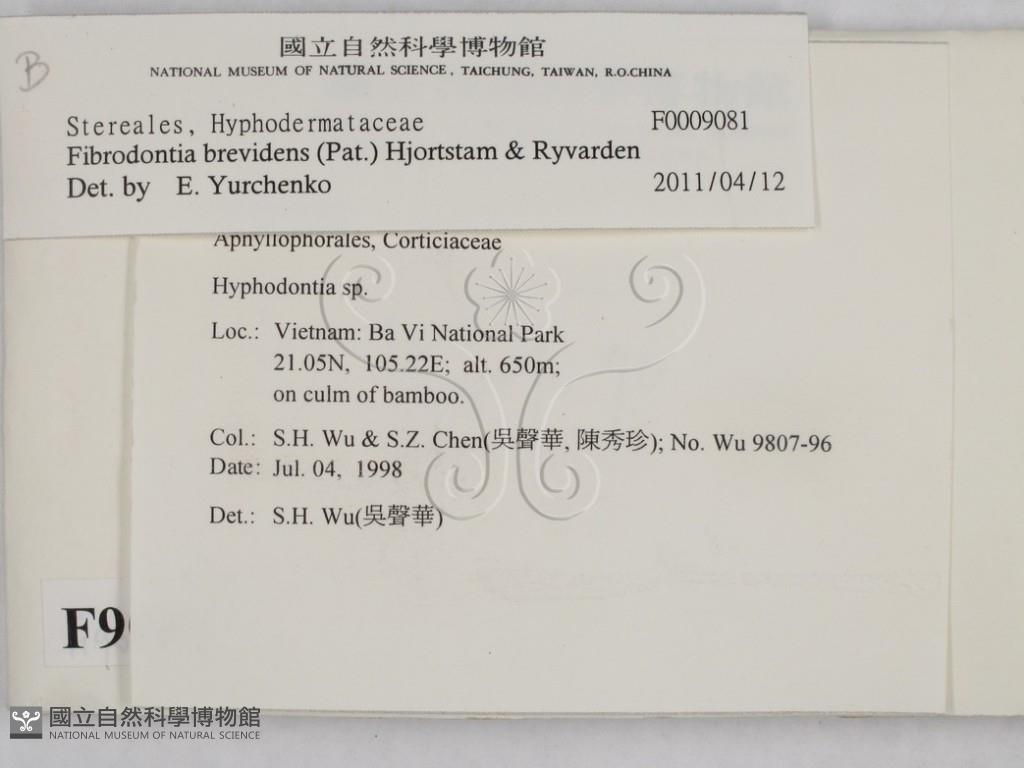 B
國立自然科學博物館
NATIONAL MUSEUM OF NATURAL SCIENCE, TAICHUNG, TAIWAN, R.O.CHINA
Stereales, Hyphodermataceae F0009081
Fibrodontia brevidens (Pat.) Hjortstam & Ryvarden
Det. by E. Yurchenko 2011/04/12
Aphyllophorales, Corticiaceae
Hyphodontia sp.
Loc.: Vietnam: Ba Vi National Park
21.05N, 105.22E; alt. 650m;
on culm of bamboo.
Col.: S.H. Wu & S.Z. Chen(吳聲華, 陳秀珍); No. Wu 9807-96
Date: Jul. 04, 1998
Det.: S.H. Wu(吳聲華)
F9
國立自然科學博物館
NATIONAL MUSEUM OF NATURAL SCIENCE